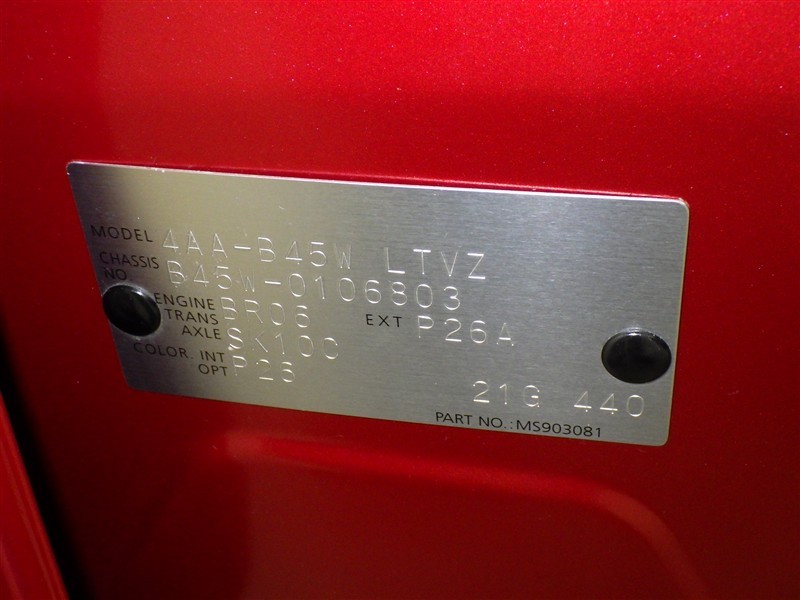 MODEL 4AA-B45W LTVZ
CHASSIS NO. B45W-0106803
ENGINE BR06 EXT P26A
TRANS AXLE SK10C
COLOR. INT OPT P26
21G 440
PART NO.:MS903081